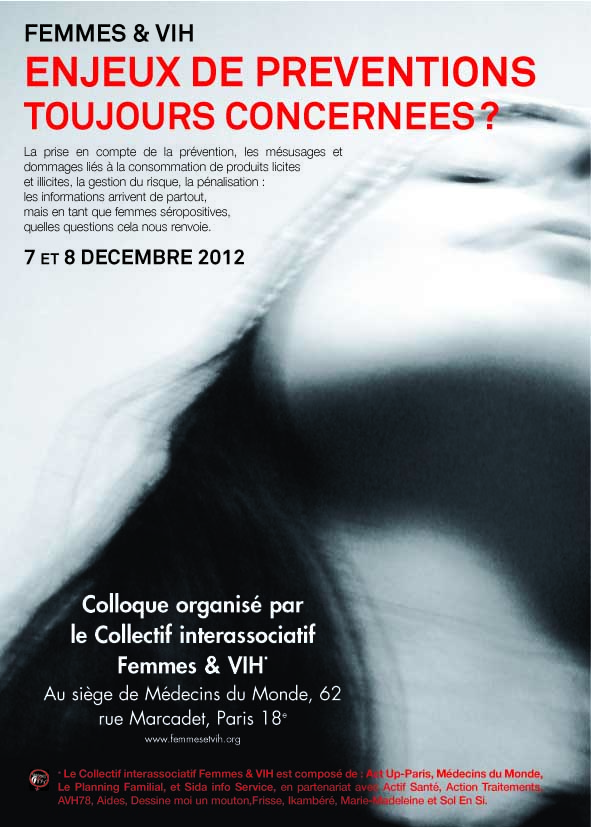 FEMMES & VIH
ENJEUX DE PREVENTIONS
TOUJOURS CONCERNEES ?
La prise en compte de la prévention, les mésusages et
dommages liés à la consommation de produits licites
et illicites, la gestion du risque, la pénalisation :
les informations arrivent de partout,
mais en tant que femmes séropositives,
quelles questions cela nous renvoie.
7 ET 8 DECEMBRE 2012
Colloque organisé par
le Collectif interassociatif
Femmes & VIH*
Au siège de Médecins du Monde, 62
rue Marcadet, Paris 18e
www.femmesetvih.org
* Le Collectif interassociatif Femmes & VIH est composé de : Act Up-Paris, Médecins du Monde,
Le Planning Familial, et Sida info Service, en partenariat avec Actif Santé, Action Traitements,
AVH78, Aides, Dessine moi un mouton,Frisse, Ikambéré, Marie-Madeleine et Sol En Si.